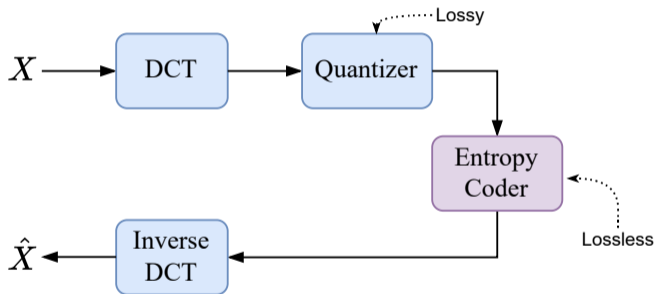 Lossy
X
DCT
Quantizer
Entropy
Coder
Lossless
X̂
Inverse
DCT